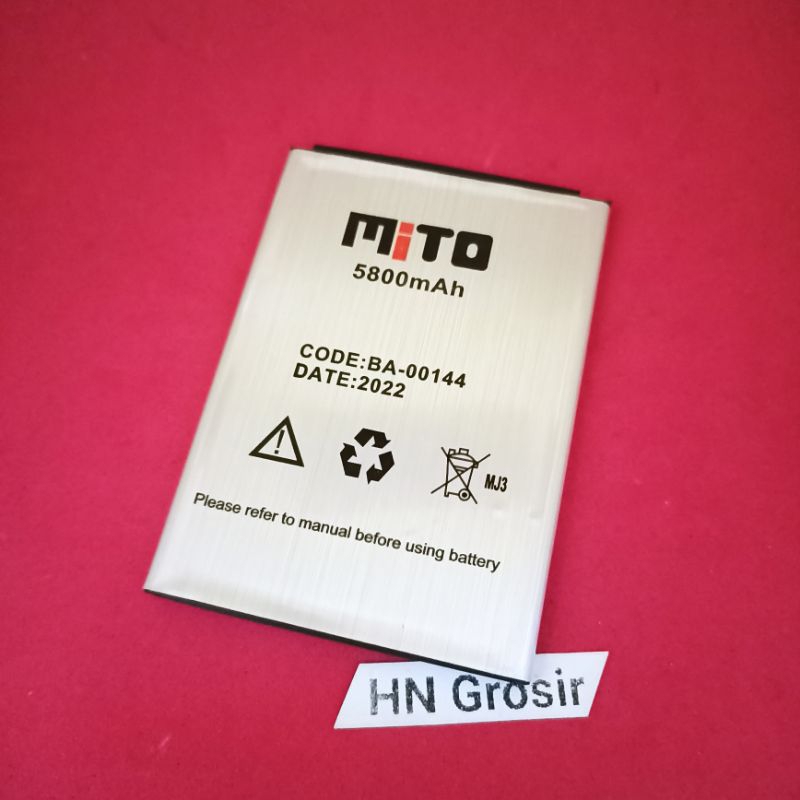 MiTO
5800mAh
CODE:BA-00144
DATE:2022
MJ3
Please refer to manual before using battery
HN Grosir